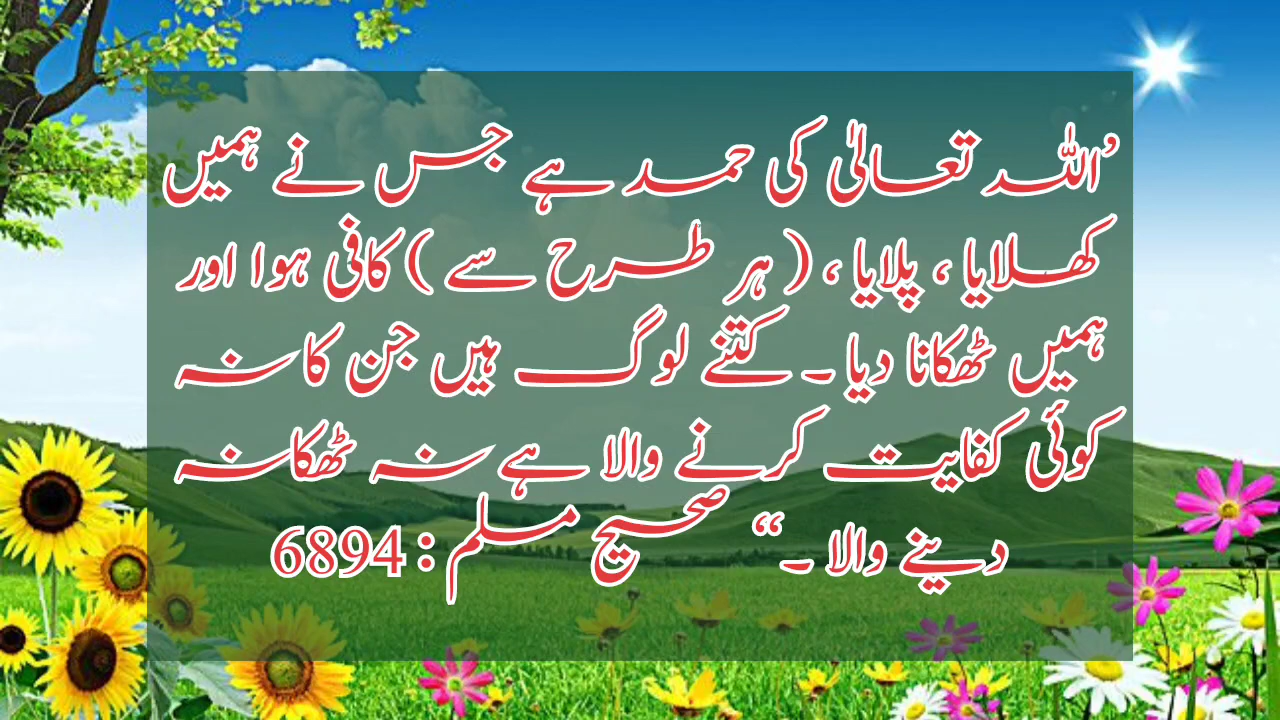 ’اللہ تعالیٰ کی حمد ہے جس نے ہمیں
کھلایا ، پلایا ، ( ہر طرح سے ) کافی ہوا اور
ہمیں ٹھکانا دیا ۔ کتنے لوگ ہیں جن کا نہ
کوئی کفایت کرنے والا ہے نہ ٹھکانہ
دینے والا ۔“ صحیح مسلم : 6894